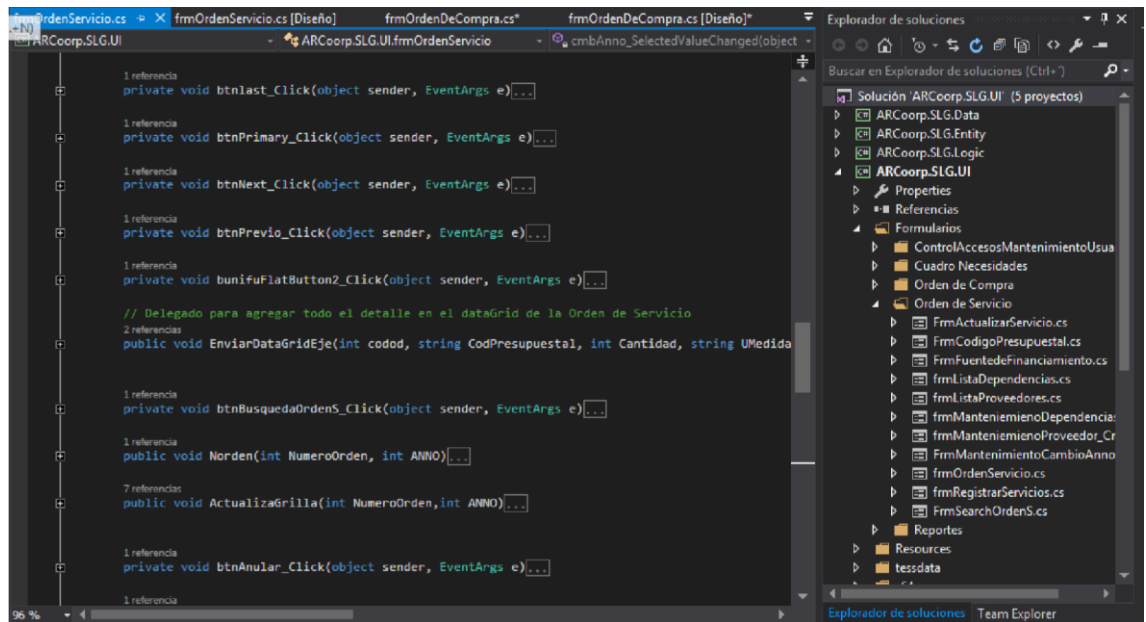 frmOrdenServicio.cs frmOrdenServicio.cs [Diseño] frmOrdenDeCompra.cs* frmOrdenDeCompra.cs [Diseño]*
+N)
ARCoorp.SLG.UI ARCoorp.SLG.UI.frmOrdenServicio cmbAnno_SelectedValueChanged(object
1 referencia
private void btnlast_Click(object sender, EventArgs e)...
1 referencia
private void btnPrimary_Click(object sender, EventArgs e)...
1 referencia
private void btnNext_Click(object sender, EventArgs e)...
1 referencia
private void btnPrevio_Click(object sender, EventArgs e)...
1 referencia
private void bunifuFlatButton2_Click(object sender, EventArgs e)...
// Delegado para agregar todo el detalle en el dataGrid de la Orden de Servicio
2 referencias
public void EnviarDataGridEje(int codod, string CodPresupuestal, int Cantidad, string UMedida
1 referencia
private void btnBusquedaOrdenS_Click(object sender, EventArgs e)...
1 referencia
public void Norden(int NumeroOrden, int ANNO)...
7 referencias
public void ActualizaGrilla(int NumeroOrden,int ANNO)...
1 referencia
private void btnAnular_Click(object sender, EventArgs e)...
1 referencia
96 %
Explorador de soluciones
Buscar en Explorador de soluciones (Ctrl+´)
Solución 'ARCoorp.SLG.UI' (5 proyectos)
C# ARCoorp.SLG.Data
C# ARCoorp.SLG.Entity
C# ARCoorp.SLG.Logic
C# ARCoorp.SLG.UI
Properties
Referencias
Formularios
ControlAccesosMantenimientoUsua
Cuadro Necesidades
Orden de Compra
Orden de Servicio
FrmActualizarServicio.cs
FrmCodigoPresupuestal.cs
FrmFuentedeFinanciamiento.cs
frmListaDependencias.cs
frmListaProveedores.cs
frmManteniemienoDependencias
frmManteniemienoProveedor_Cr
FrmMantenimientoCambioAnno
frmOrdenServicio.cs
frmRegistrarServicios.cs
FrmSearchOrdenS.cs
Reportes
Resources
tessdata
Explorador de soluciones Team Explorer